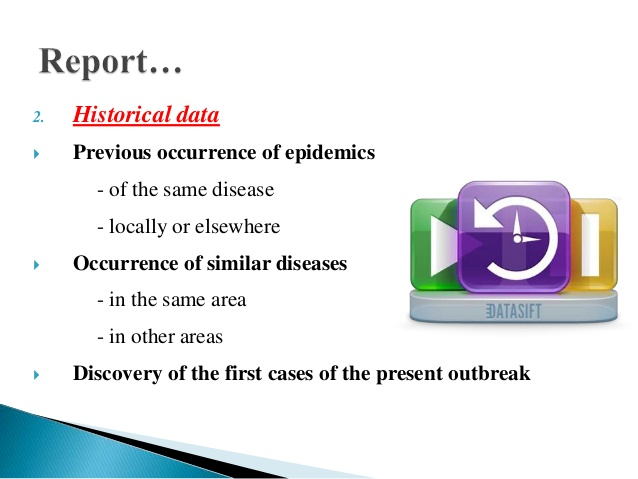 Report…
2. Historical data
Previous occurrence of epidemics
- of the same disease
- locally or elsewhere
Occurrence of similar diseases
- in the same area
- in other areas
Discovery of the first cases of the present outbreak
DATASIFT